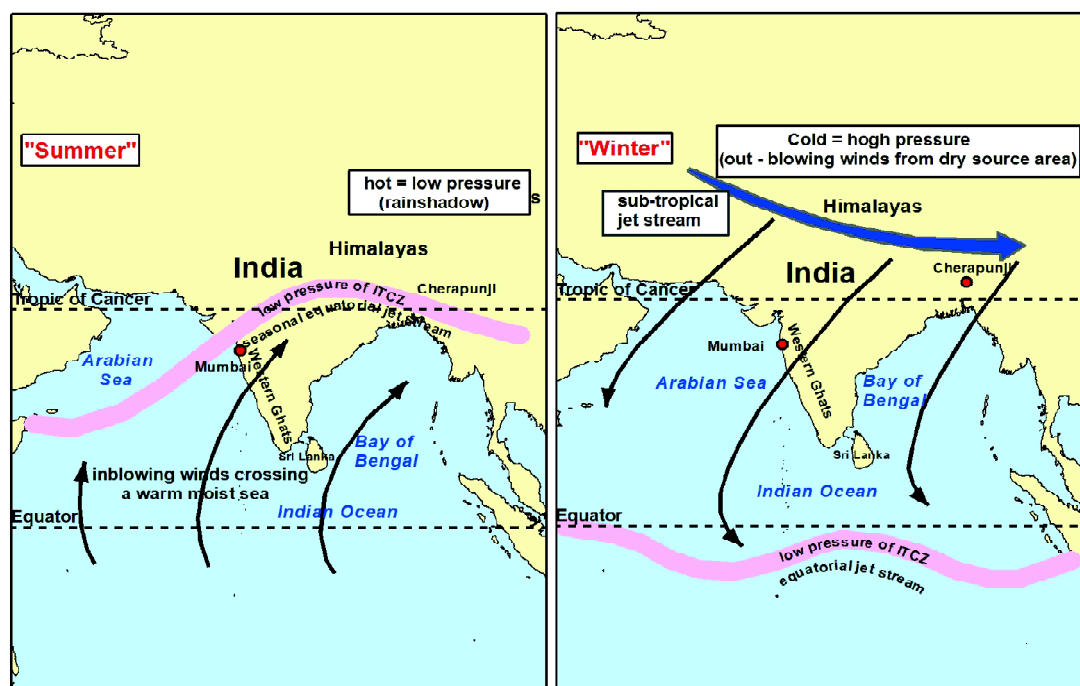 "Summer"
hot = low pressure
(rainshadow)
s
Himalayas
India
Cherapunji
Tropic of Cancer
low pressure of ITCZ
seasonal equatorial jet stream
Arabian
Sea
Mumbai
Western Ghats
Bay of
Bengal
Sri Lanka
inblowing winds crossing
a warm moist sea
Indian Ocean
Equator
"Winter"
Cold = hogh pressure
(out - blowing winds from dry source area)
sub-tropical
jet stream
Himalayas
India
Cherapunji
Tropic of Cancer
Mumbai
Western Ghats
Arabian Sea
Bay of
Bengal
Sri Lanka
Indian Ocean
Equator
low pressure of ITCZ
equatorial jet stream